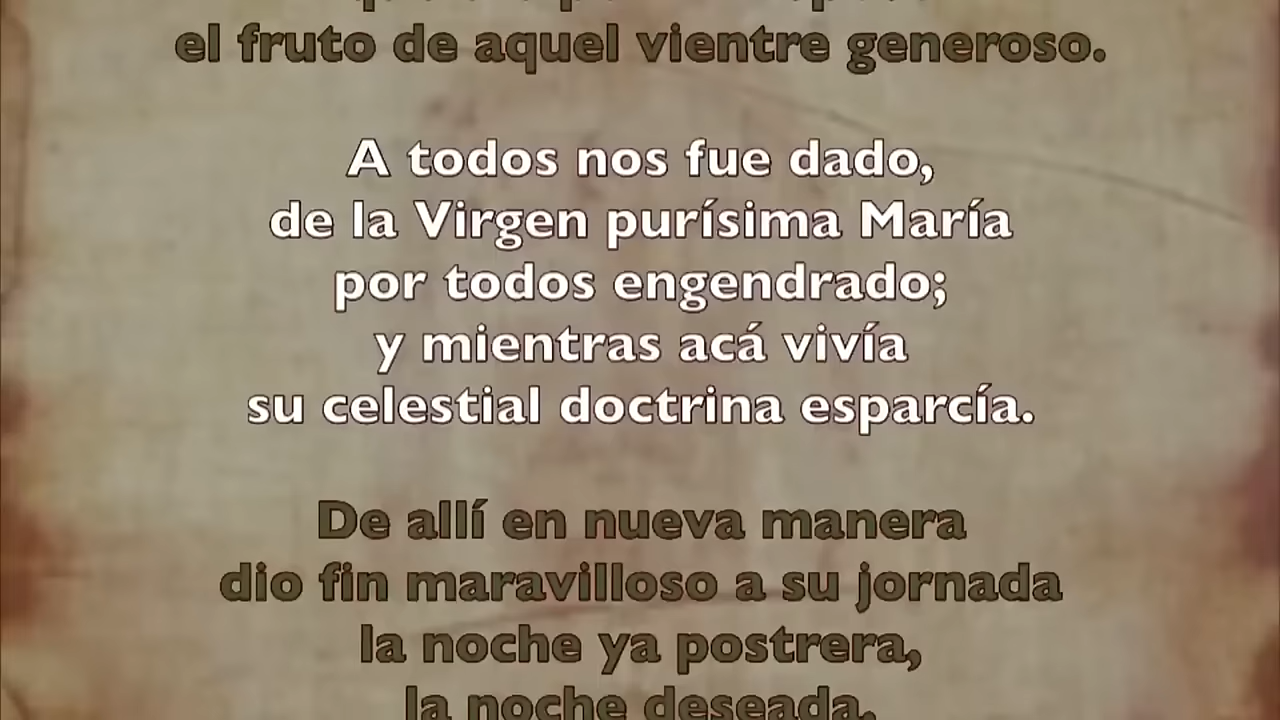 el fruto de aquel vientre generoso.
A todos nos fue dado,
de la Virgen purísima María
por todos engendrado;
y mientras acá vivía
su celestial doctrina esparcía.
De allí en nueva manera
dio fin maravilloso a su jornada
la noche ya postrera,
la noche deseada,